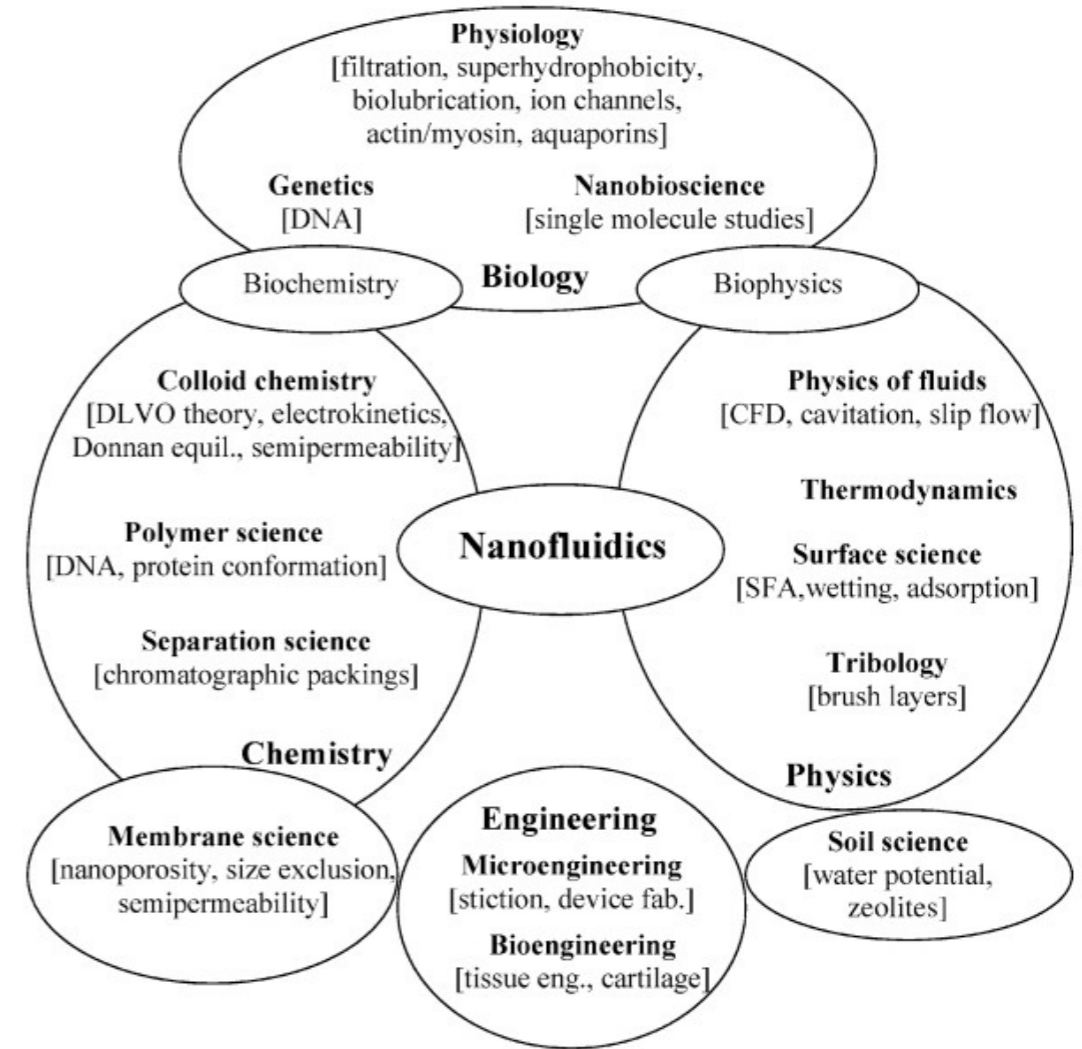 Physiology
[filtration, superhydrophobicity,
biolubrication, ion channels,
actin/myosin, aquaporins]
Genetics
[DNA]
Nanobioscience
[single molecule studies]
Biochemistry
Biology
Biophysics
Colloid chemistry
[DLVO theory, electrokinetics,
Donnan equil., semipermeability]
Physics of fluids
[CFD, cavitation, slip flow]
Thermodynamics
Polymer science
[DNA, protein conformation]
Nanofluidics
Surface science
[SFA,wetting, adsorption]
Separation science
[chromatographic packings]
Tribology
[brush layers]
Chemistry
Physics
Membrane science
[nanoporosity, size exclusion,
semipermeability]
Engineering
Microengineering
[stiction, device fab.]
Bioengineering
[tissue eng., cartilage]
Soil science
[water potential,
zeolites]